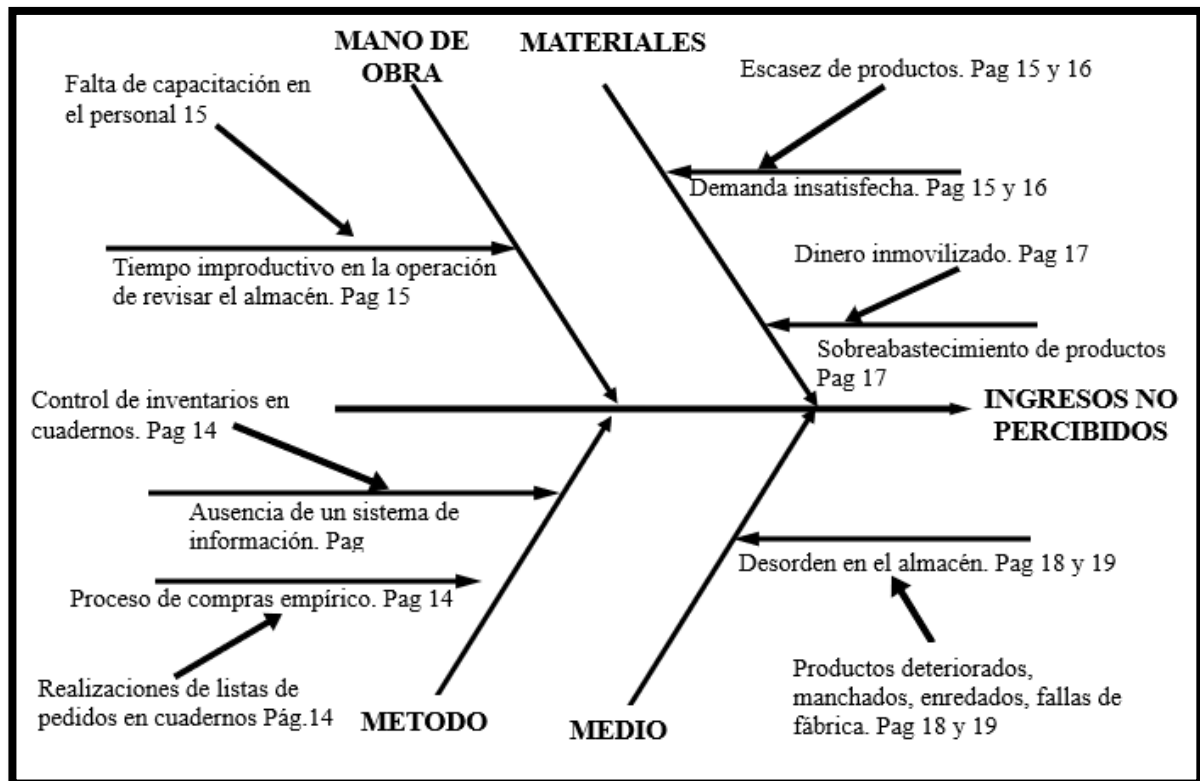 MANO DE
OBRA
MATERIALES
Falta de capacitación en
el personal 15
Escasez de productos. Pag 15 y 16
Demanda insatisfecha. Pag 15 y 16
Tiempo improductivo en la operación
de revisar el almacén. Pag 15
Dinero inmovilizado. Pag 17
Sobreabastecimiento de productos
Pag 17
Control de inventarios en
cuadernos. Pag 14
INGRESOS NO
PERCIBIDOS
Ausencia de un sistema de
información. Pag
Desorden en el almacén. Pag 18 y 19
Proceso de compras empírico. Pag 14
Realizaciones de listas de
pedidos en cuadernos Pág.14
Productos deteriorados,
manchados, enredados, fallas de
fábrica. Pag 18 y 19
METODO
MEDIO